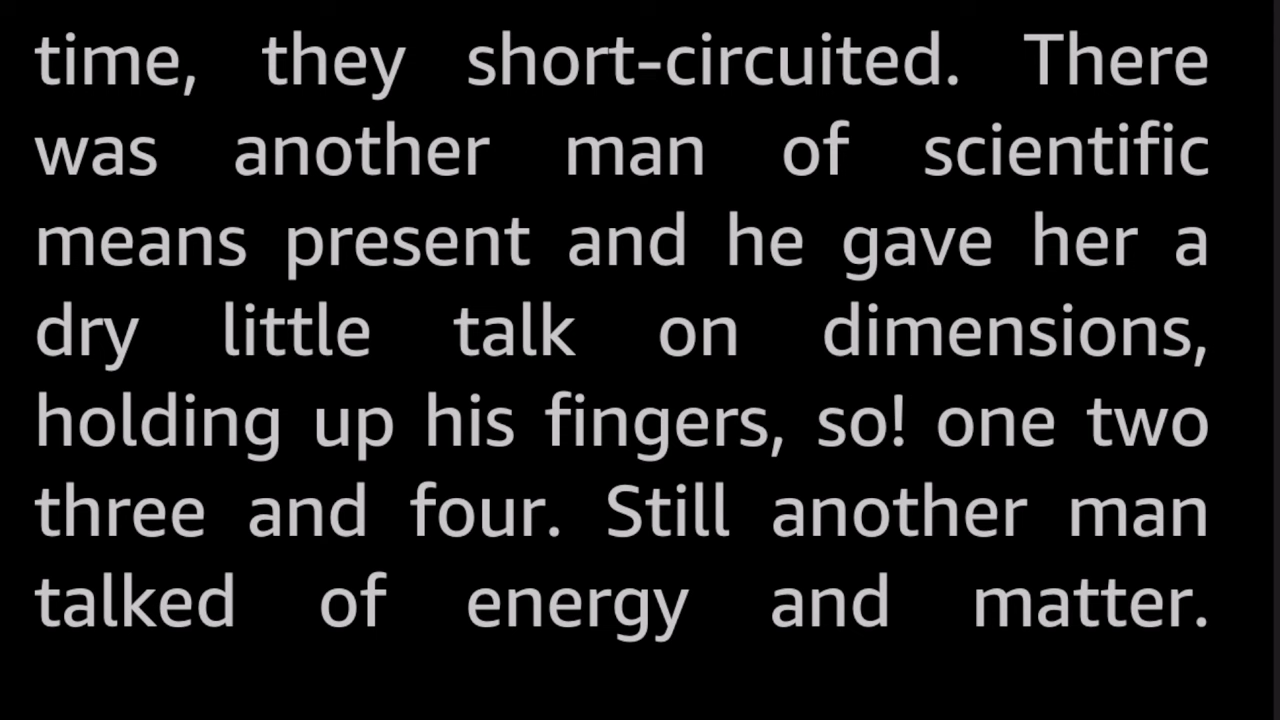 time, they short-circuited. There
was another man of scientific
means present and he gave her a
dry little talk on dimensions,
holding up his fingers, so! one two
three and four. Still another man
talked of energy and matter.